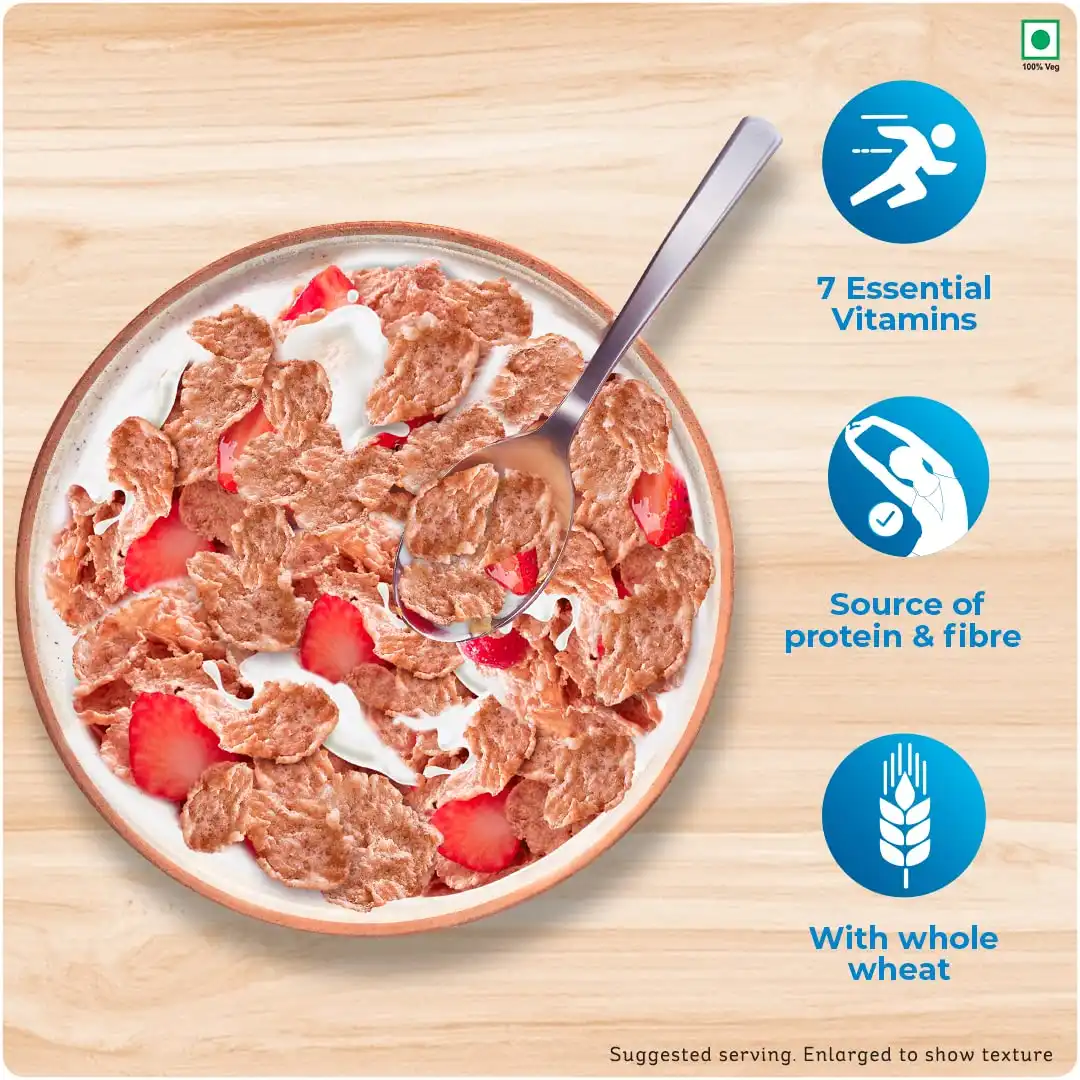 100% Veg
7 Essential
Vitamins
Source of
protein & fibre
With whole
wheat
Suggested serving. Enlarged to show texture